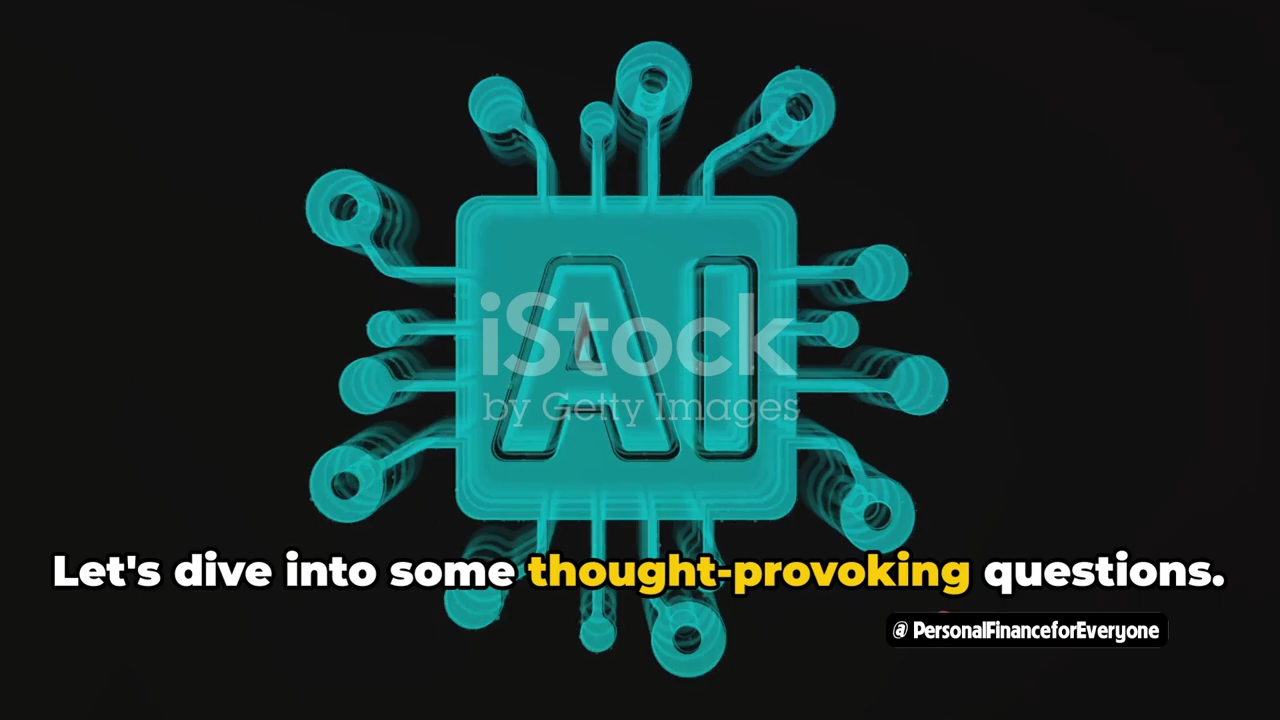 AI
iStock
by Getty Images
Let's dive into some thought-provoking questions.
@ PersonalFinanceforEveryone